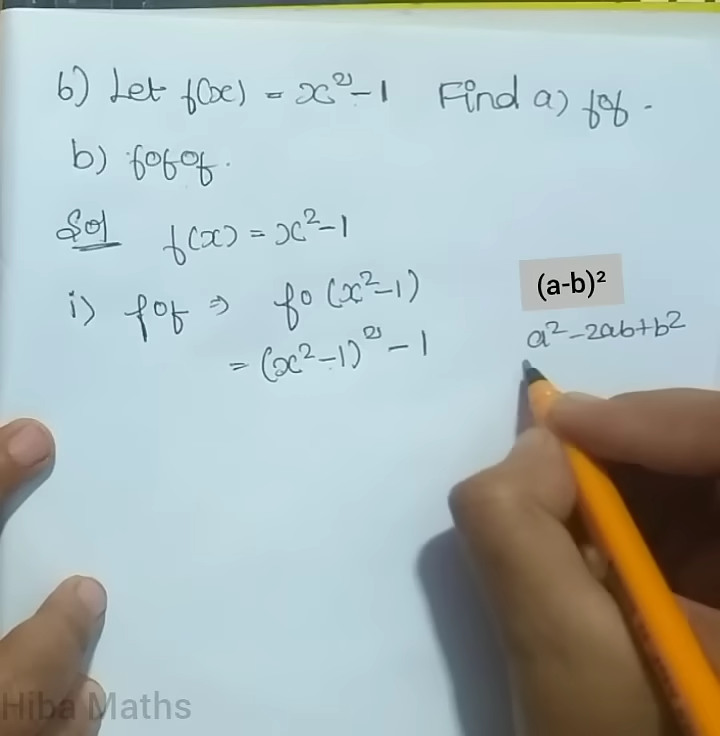 6) Let f(x) = x²-1 Find a) fof.
b) fofof.
Sol f(x) = x²-1
i) fof ⇒ fo(x²-1)
= (x²-1)² - 1
(a-b)²
a²-2ab+b²
Hiba Maths